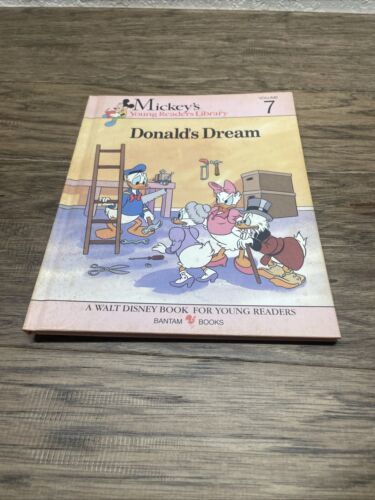 Mickey's
Young Readers Library
VOLUME
7
Donald's Dream
A WALT DISNEY BOOK FOR YOUNG READERS
BANTAM BOOKS